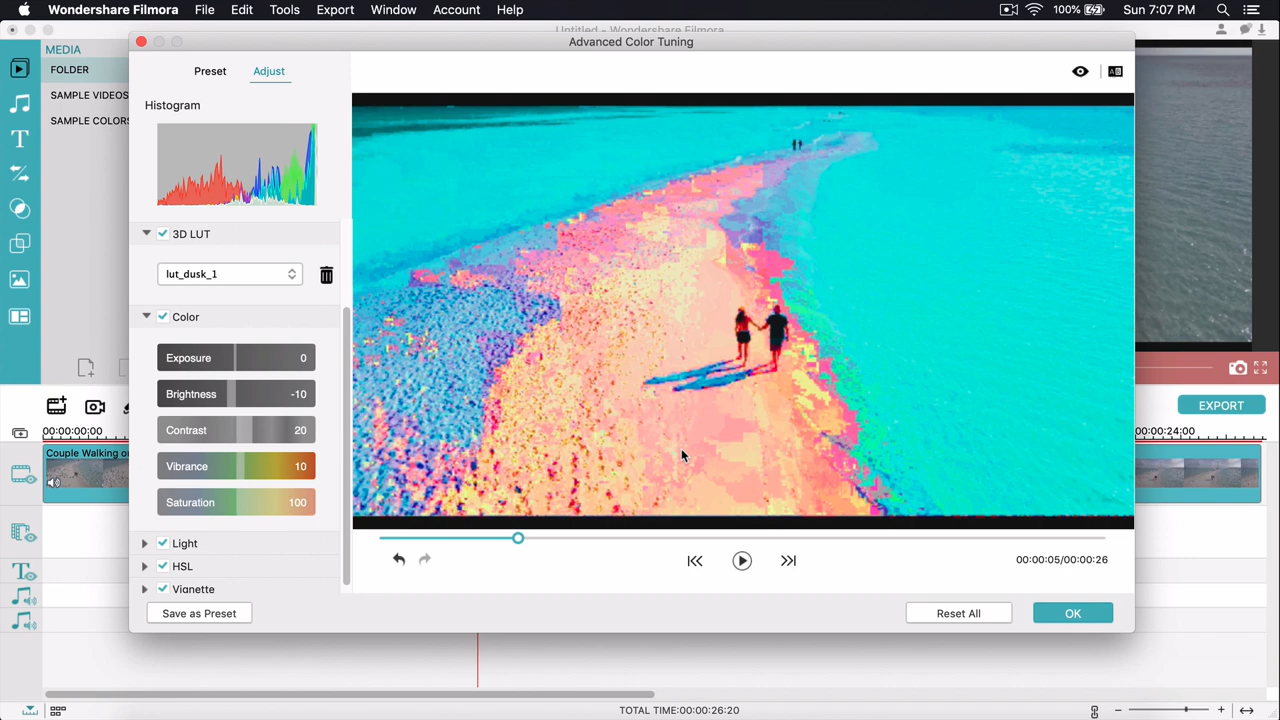 Wondershare Filmora File Edit Tools Export Window Account Help 100% Sun 7:07 PM
Untitled - Wondershare Filmora
Advanced Color Tuning
MEDIA
FOLDER
SAMPLE VIDEOS
SAMPLE COLORS
Preset Adjust
Histogram
3D LUT
lut_dusk_1
Color
Exposure 0
Brightness -10
Contrast 20
Vibrance 10
Saturation 100
Light
HSL
Vignette
00:00:05/00:00:26
Save as Preset Reset All OK
EXPORT
00:00:00:00 00:00:24:00
Couple Walking on
TOTAL TIME:00:00:26:20